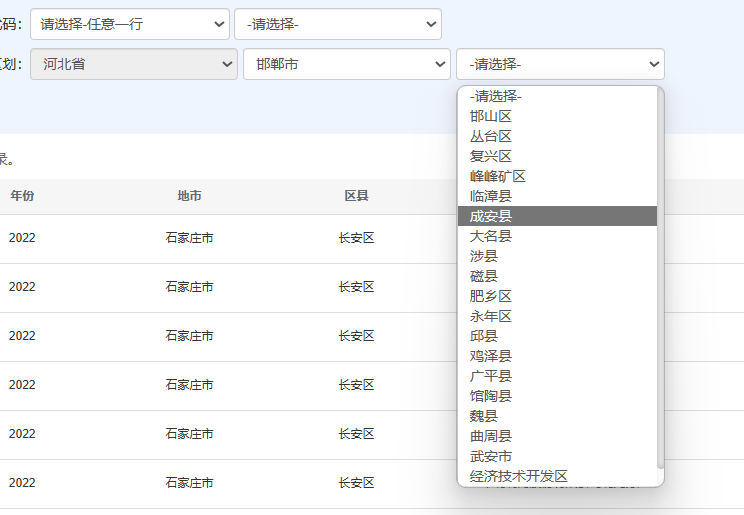 代码： 请选择-任意一行 -请选择-
区划： 河北省 邯郸市 -请选择-
-请选择-
邯山区
丛台区
复兴区
录。
峰峰矿区
年份 地市 区县
临漳县
成安县
2022 石家庄市 长安区
大名县
涉县
磁县
2022 石家庄市 长安区
肥乡区
永年区
2022 石家庄市 长安区
邱县
鸡泽县
广平县
2022 石家庄市 长安区
馆陶县
魏县
2022 石家庄市 长安区
曲周县
武安市
经济技术开发区
2022 石家庄市 长安区